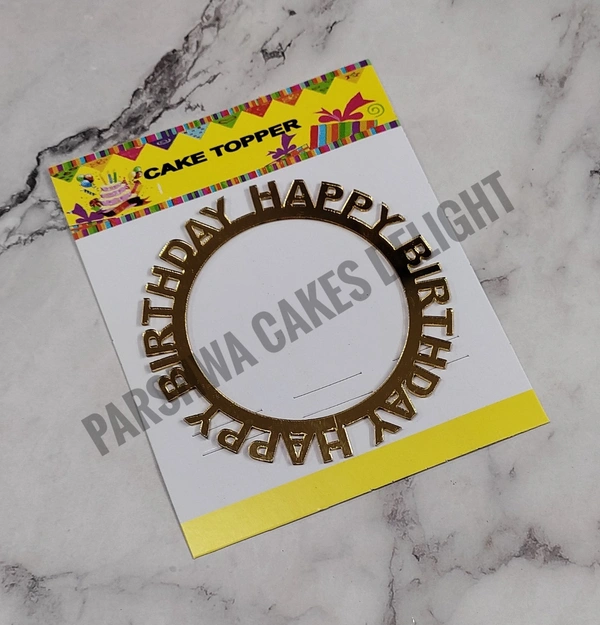 CAKE TOPPER
HAPPY BIRTHDAY HAPPY BIRTHDAY
PARSHWA CAKES DELIGHT